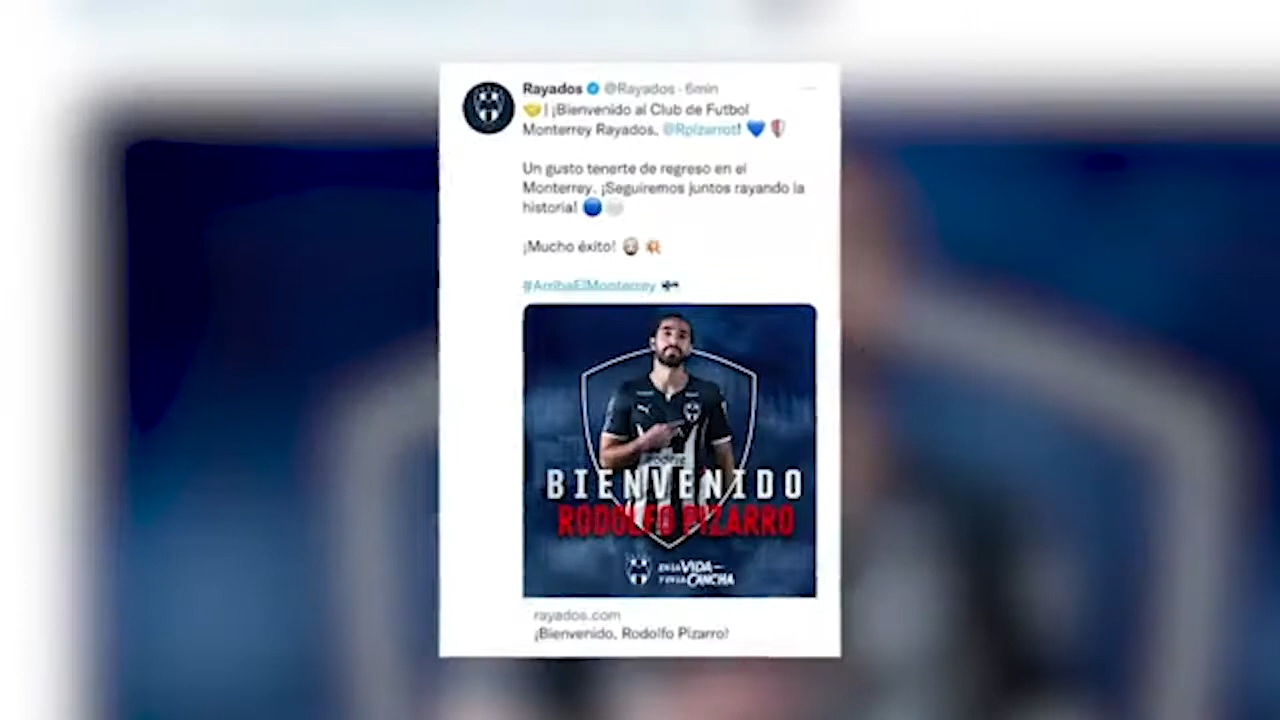 Rayados @Rayados · 6min
| ¡Bienvenido al Club de Futbol
Monterrey Rayados, @Rpizarrot!
Un gusto tenerte de regreso en el
Monterrey. ¡Seguiremos juntos rayando la
historia!
¡Mucho éxito!
#ArribaElMonterrey
BIENVENIDO
RODOLFO PIZARRO
EN LA VIDA
Y EN LA CANCHA
rayados.com
¡Bienvenido, Rodolfo Pizarro!